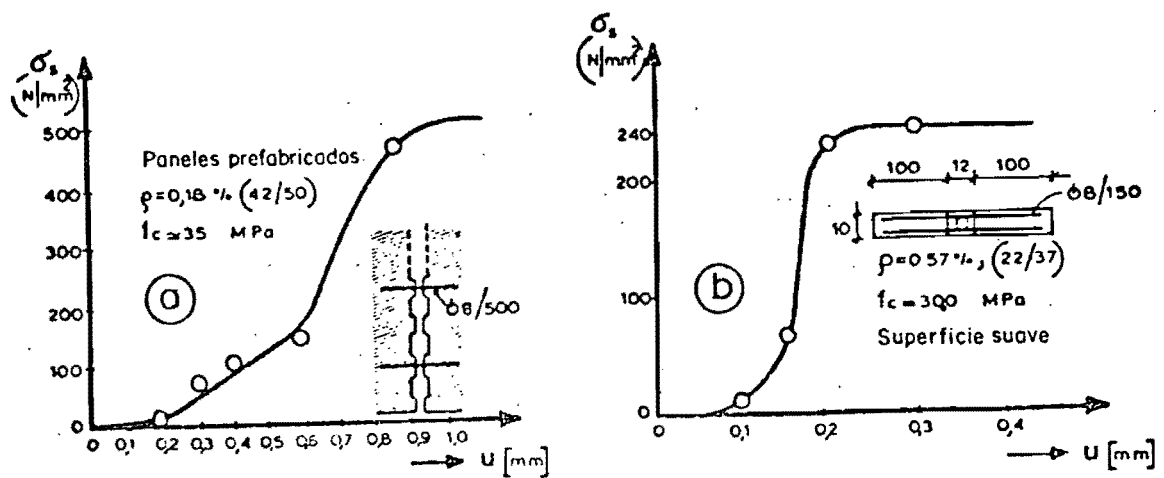 σs
(N/mm²)
500
400
300
200
100
0
Paneles prefabricados
ρ=0,18 % (42/50)
fc≃35 MPa
a
ϕ8/500
0 0,1 0,2 0,3 0,4 0,5 0,6 0,7 0,8 0,9 1,0
U [mm]
σs
(N/mm²)
240
200
100
0
100 12 100
ϕ8/150
10
ρ=0.57 %, (22/37)
fc=30,0 MPa
Superficie suave
b
0 0,1 0,2 0,3 0,4
U [mm]